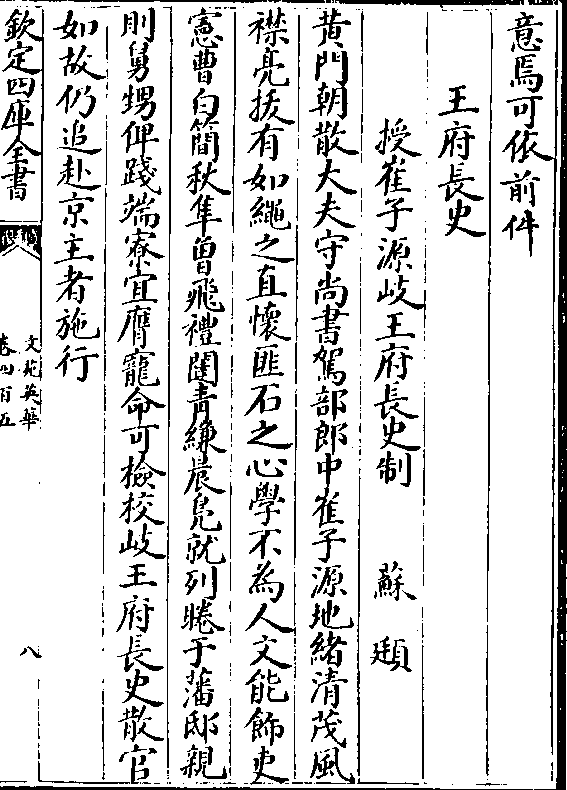 意焉可依前件
王府長史
授崔子源岐王府長史制 蘇頲
黄門朝散大夫守尚書駕部郎中崔子源地緒清茂風
襟亮拔有如繩之直懷匪石之心學不為人文能飾吏
憲曹白簡秋隼曽飛禮闈青縑晨鳬就列睠于藩邸親
則舅甥俾踐端寮宜膺寵命可檢校岐王府長史散官
如故仍追赴京主者施行
欽定四庫全書
文苑英華
卷四百五
八